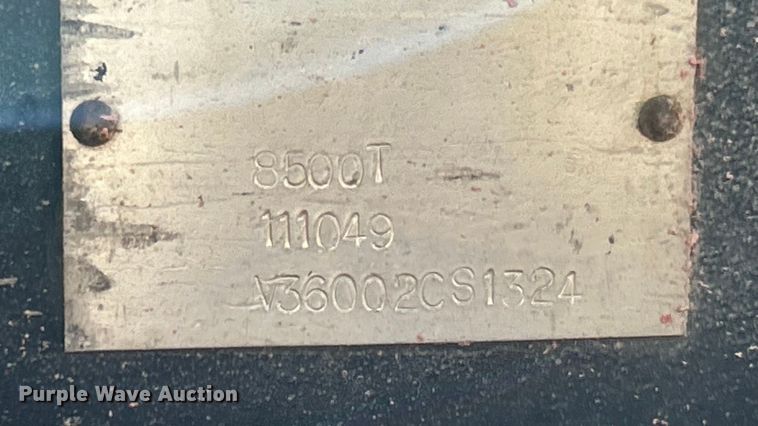 8500T
111049
V36002CS1324
Purple Wave Auction